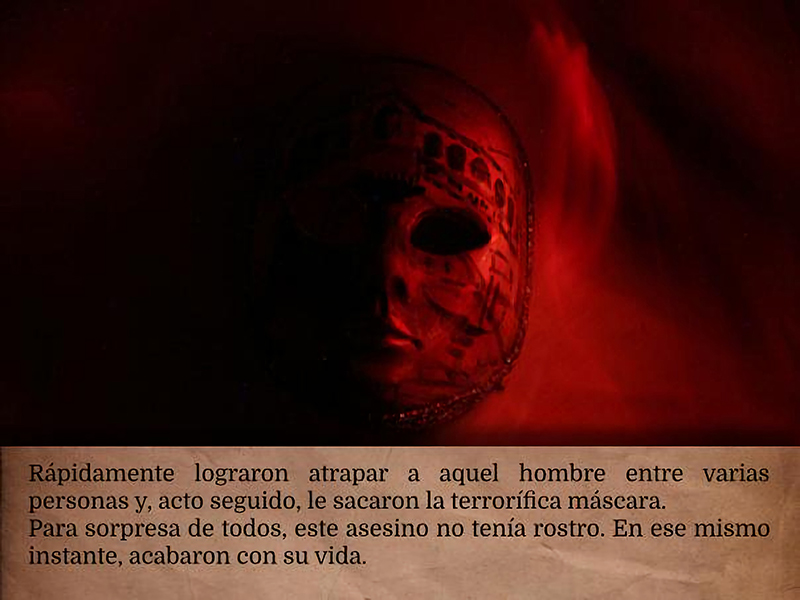 Rápidamente lograron atrapar a aquel hombre entre varias
personas y, acto seguido, le sacaron la terrorífica máscara.
Para sorpresa de todos, este asesino no tenía rostro. En ese mismo
instante, acabaron con su vida.